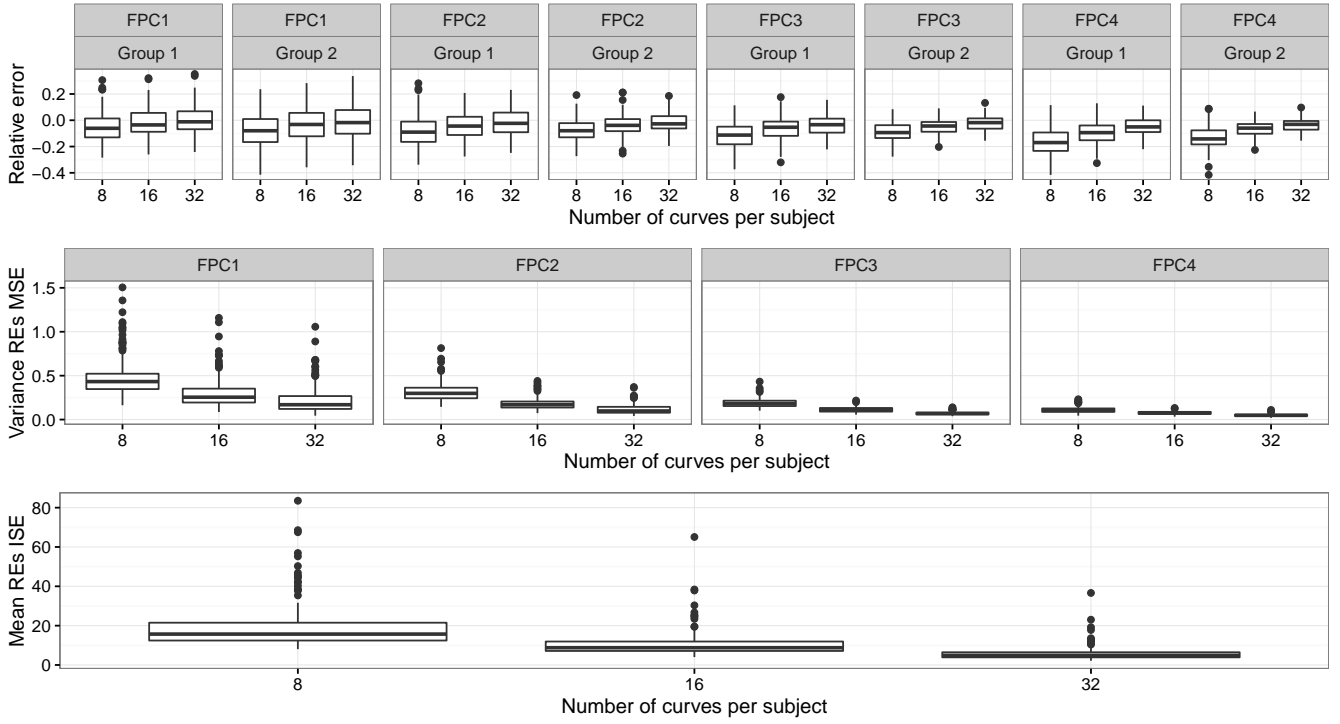 FPC1 FPC1 FPC2 FPC2 FPC3 FPC3 FPC4 FPC4
Group 1 Group 2 Group 1 Group 2 Group 1 Group 2 Group 1 Group 2
Relative error
0.2
0.0
−0.2
−0.4
8 16 32 8 16 32 8 16 32 8 16 32 8 16 32 8 16 32 8 16 32 8 16 32
Number of curves per subject
FPC1 FPC2 FPC3 FPC4
Variance REs MSE
1.5
1.0
0.5
0.0
8 16 32 8 16 32 8 16 32 8 16 32
Number of curves per subject
Mean REs ISE
80
60
40
20
0
8 16 32
Number of curves per subject